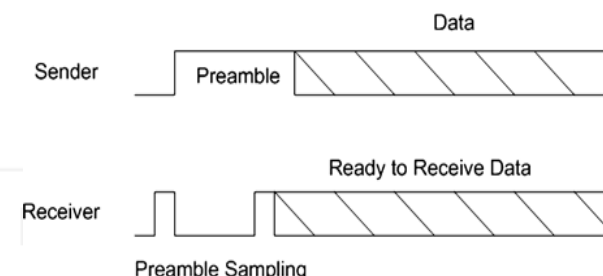 Data
Sender
Preamble
Ready to Receive Data
Receiver
Preamble Sampling